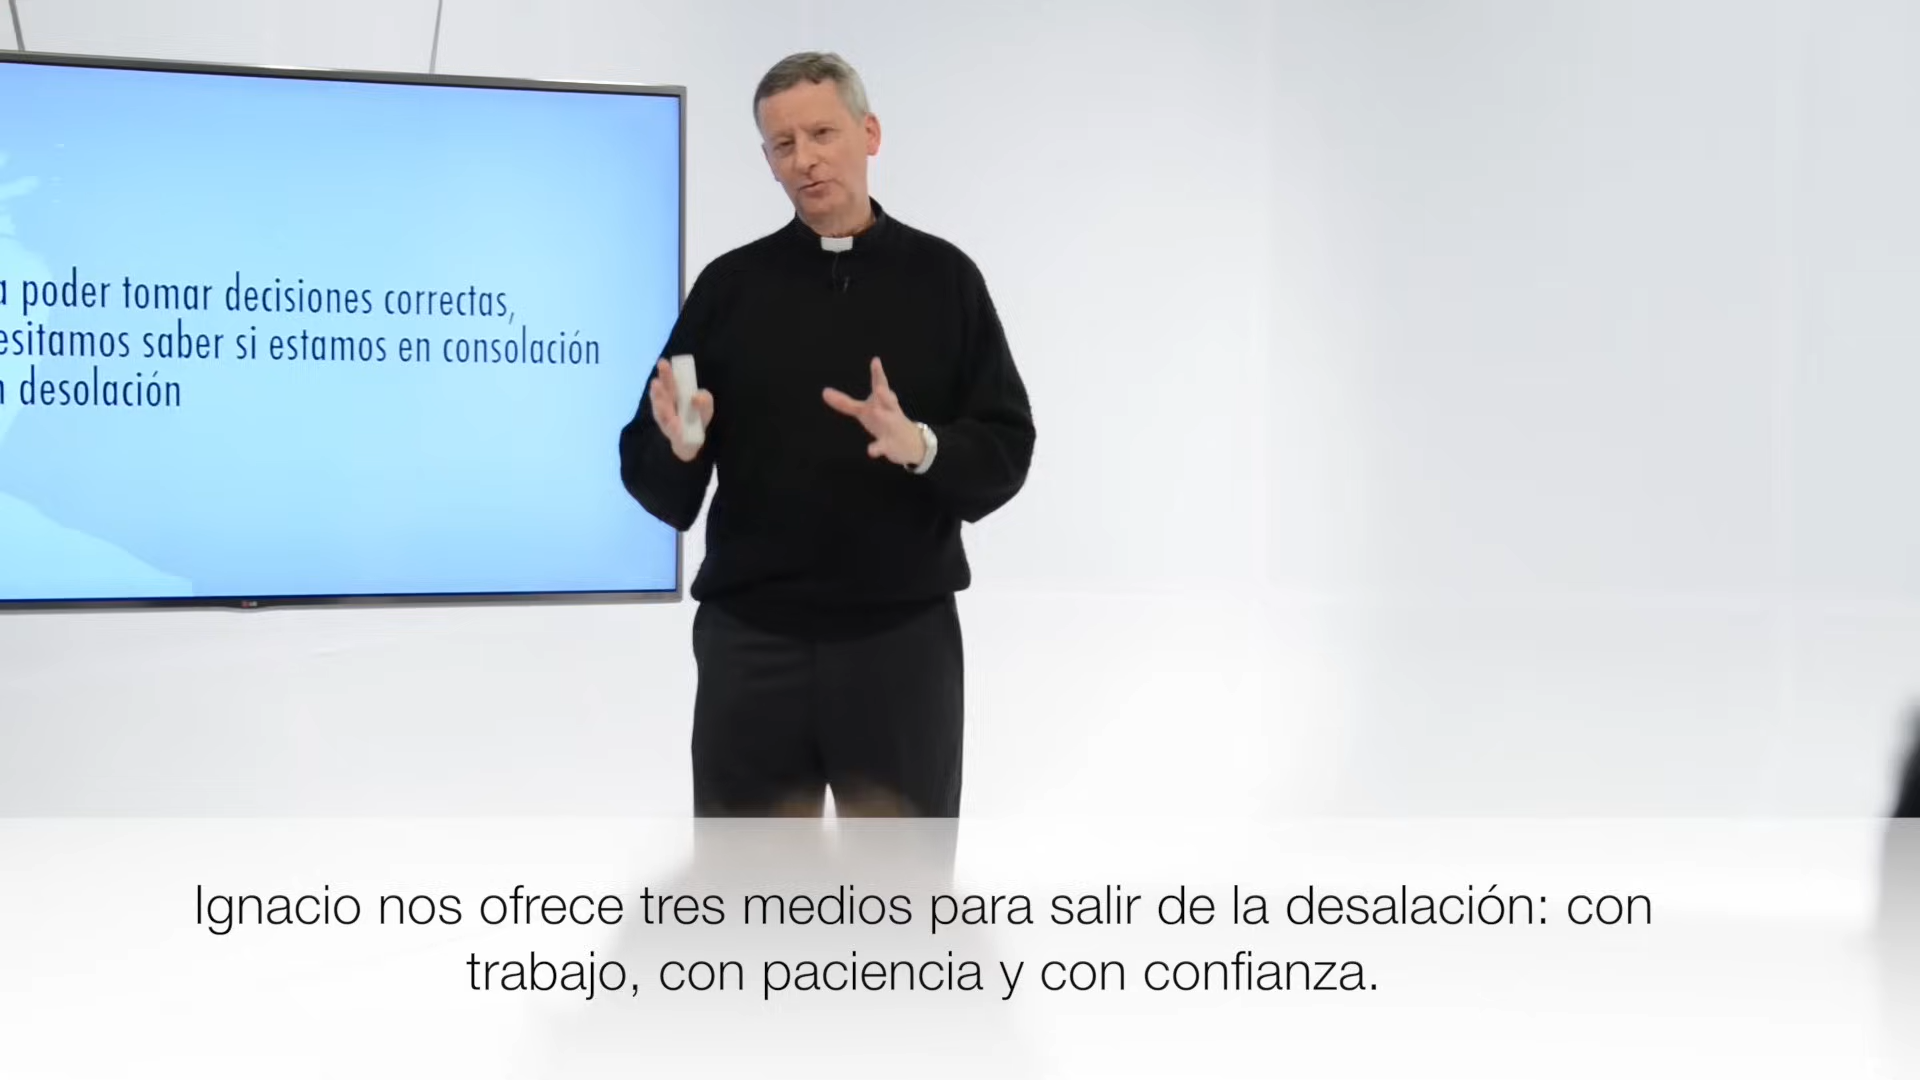 a poder tomar decisiones correctas,
esitamos saber si estamos en consolación
n desolación
Ignacio nos ofrece tres medios para salir de la desalación: con
trabajo, con paciencia y con confianza.